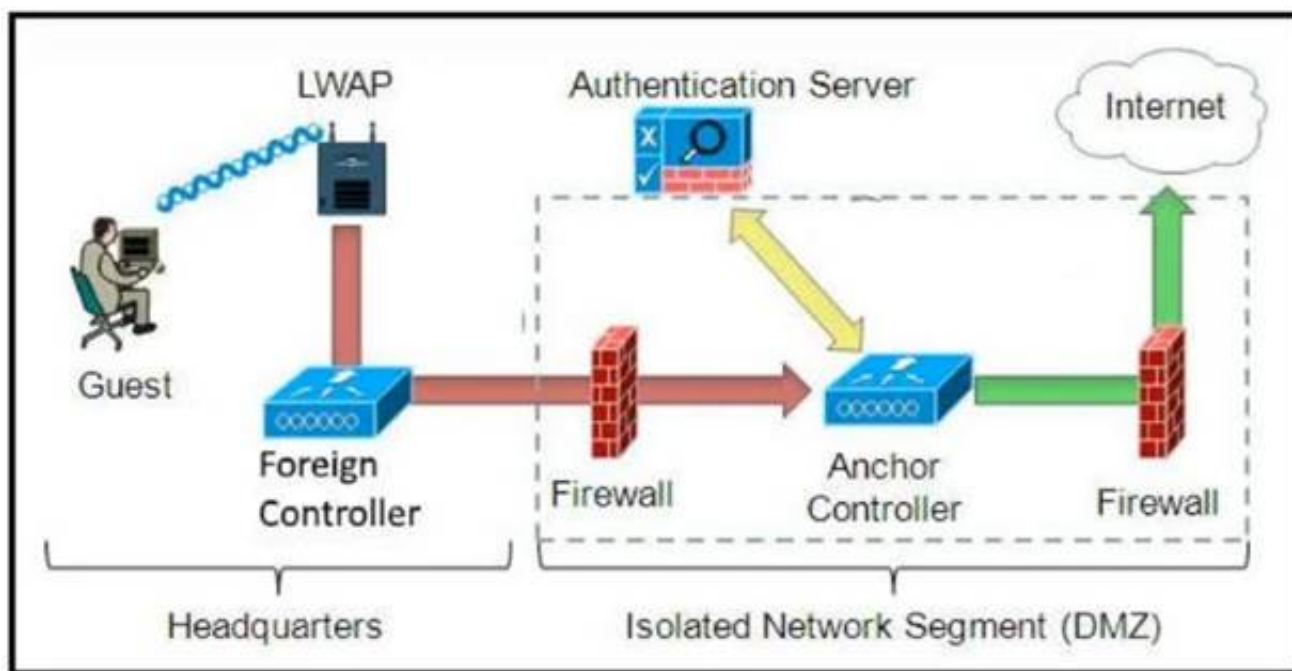 LWAP
Authentication Server
Internet
Guest
Foreign
Controller
Firewall
Anchor
Controller
Firewall
Headquarters
Isolated Network Segment (DMZ)